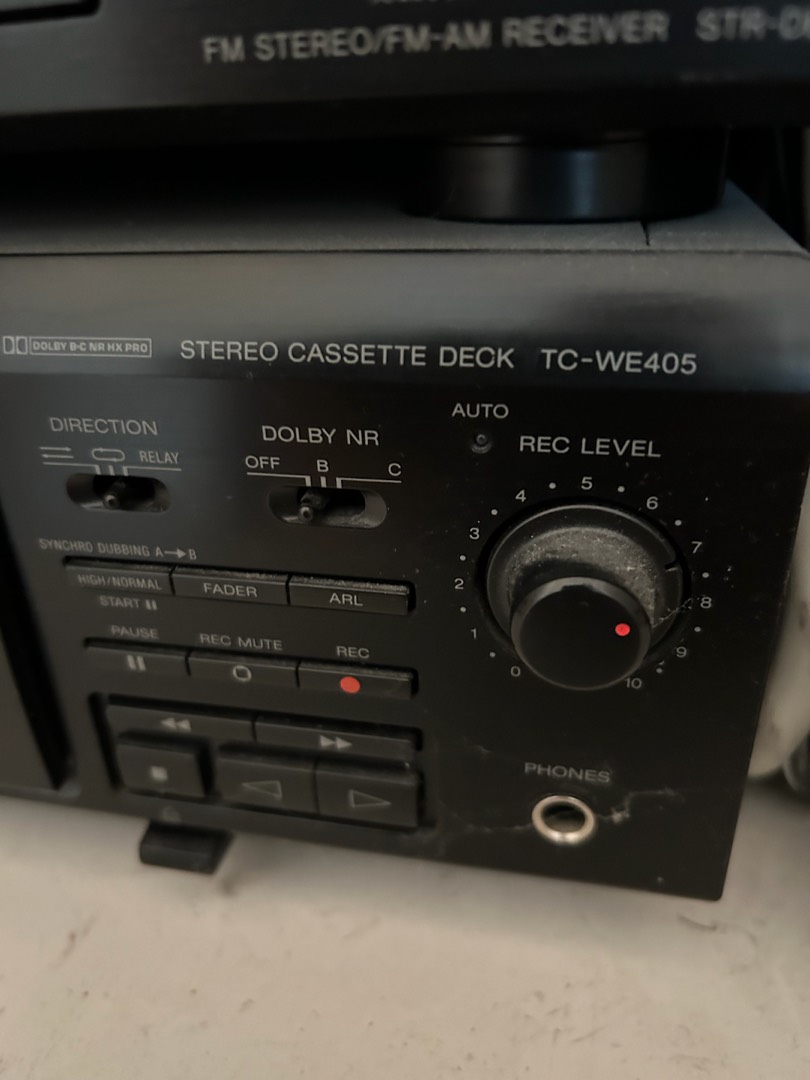 FM STEREO/FM-AM RECEIVER STR-D
DOLBY B-C NR HX PRO
STEREO CASSETTE DECK TC-WE405
AUTO
DIRECTION
DOLBY NR
REC LEVEL
RELAY
OFF B C
0 1 2 3 4 5 6 7 8 9 10
SYNCHRO DUBBING A→B
HIGH/NORMAL
FADER
ARL
START
PAUSE
REC MUTE
REC
PHONES